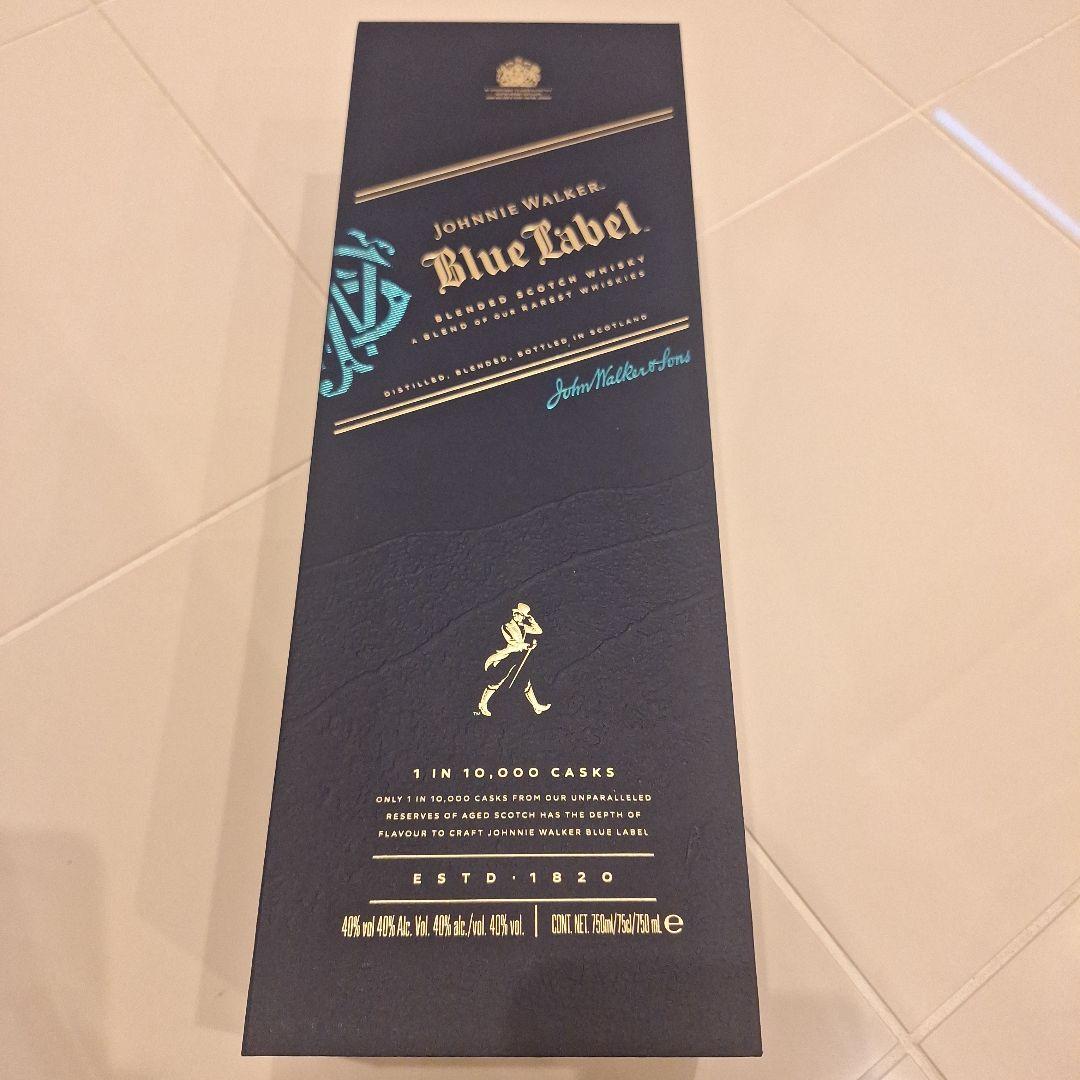 JOHNNIE WALKER
Blue Label™
BLENDED SCOTCH WHISKY
A BLEND OF OUR RAREST WHISKIES
DISTILLED, BLENDED, BOTTLED, IN SCOTLAND
John Walker & Sons
TM
1 IN 10,000 CASKS
ONLY 1 IN 10,000 CASKS FROM OUR UNPARALLELED
RESERVES OF AGED SCOTCH HAS THE DEPTH OF
FLAVOUR TO CRAFT JOHNNIE WALKER BLUE LABEL
ESTD · 1820
40% vol 40% Alc. Vol. 40% alc./vol. 40% vol. | CONT. NET. 750ml/75cl/750 ml e